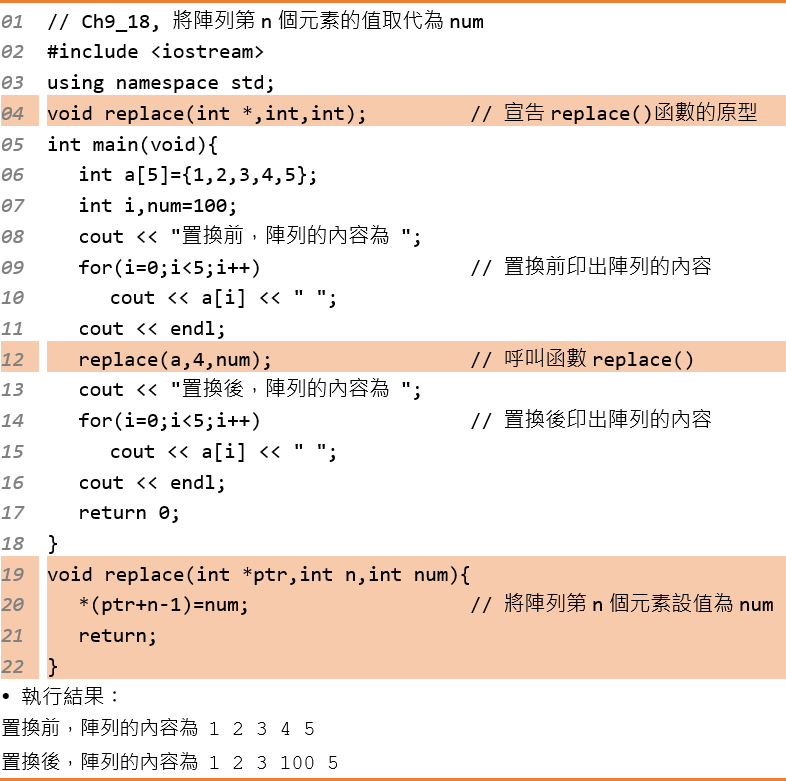 01 // Ch9_18, 將陣列第 n 個元素的值取代為 num
02 #include <iostream>
03 using namespace std;
04 void replace(int *,int,int); // 宣告 replace()函數的原型
05 int main(void){
06 int a[5]={1,2,3,4,5};
07 int i,num=100;
08 cout << "置換前，陣列的內容為 ";
09 for(i=0;i<5;i++) // 置換前印出陣列的內容
10 cout << a[i] << " ";
11 cout << endl;
12 replace(a,4,num); // 呼叫函數 replace()
13 cout << "置換後，陣列的內容為 ";
14 for(i=0;i<5;i++) // 置換後印出陣列的內容
15 cout << a[i] << " ";
16 cout << endl;
17 return 0;
18 }
19 void replace(int *ptr,int n,int num){
20 *(ptr+n-1)=num; // 將陣列第 n 個元素設值為 num
21 return;
22 }
• 執行結果：
置換前，陣列的內容為 1 2 3 4 5
置換後，陣列的內容為 1 2 3 100 5